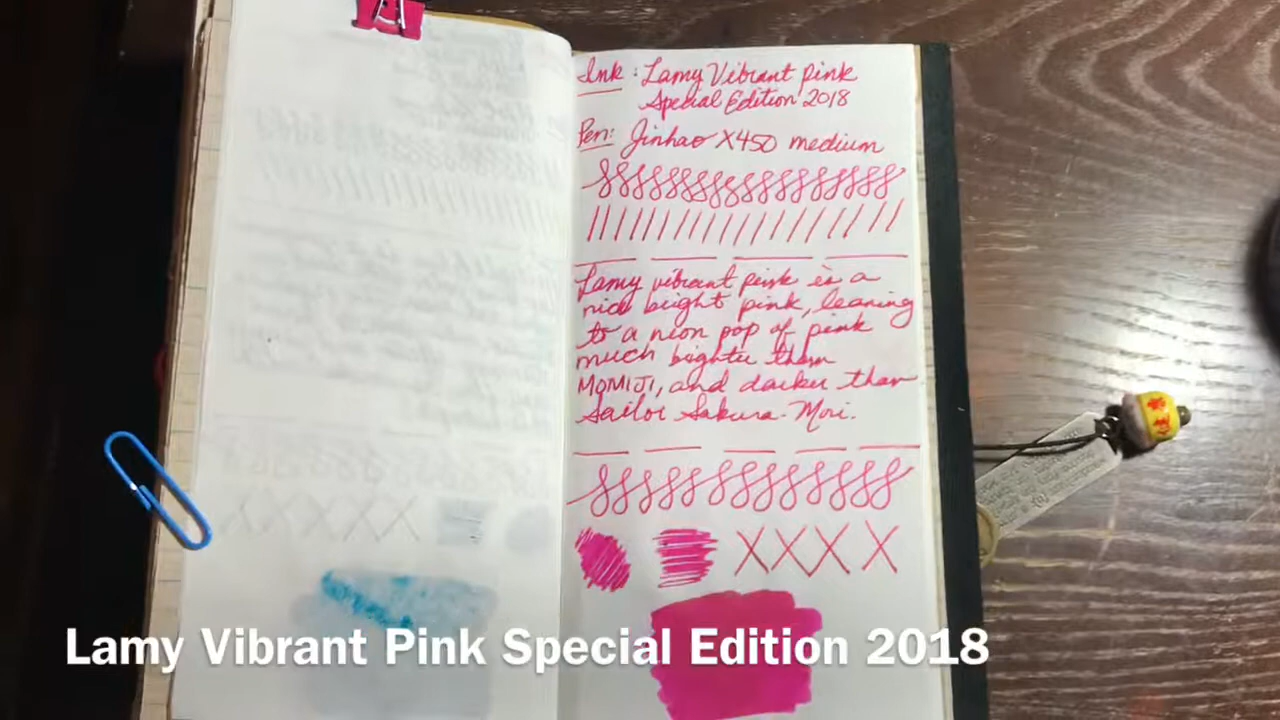 Ink: Lamy Vibrant Pink
Special Edition 2018
Pen: Jinhao X450 medium
Lamy vibrant pink is a
nice bright pink, leaning
to a neon pop of pink
much brighter than
MOMIJI, and darker than
Sailor Sakura-Mori.
XXXX
Lamy Vibrant Pink Special Edition 2018